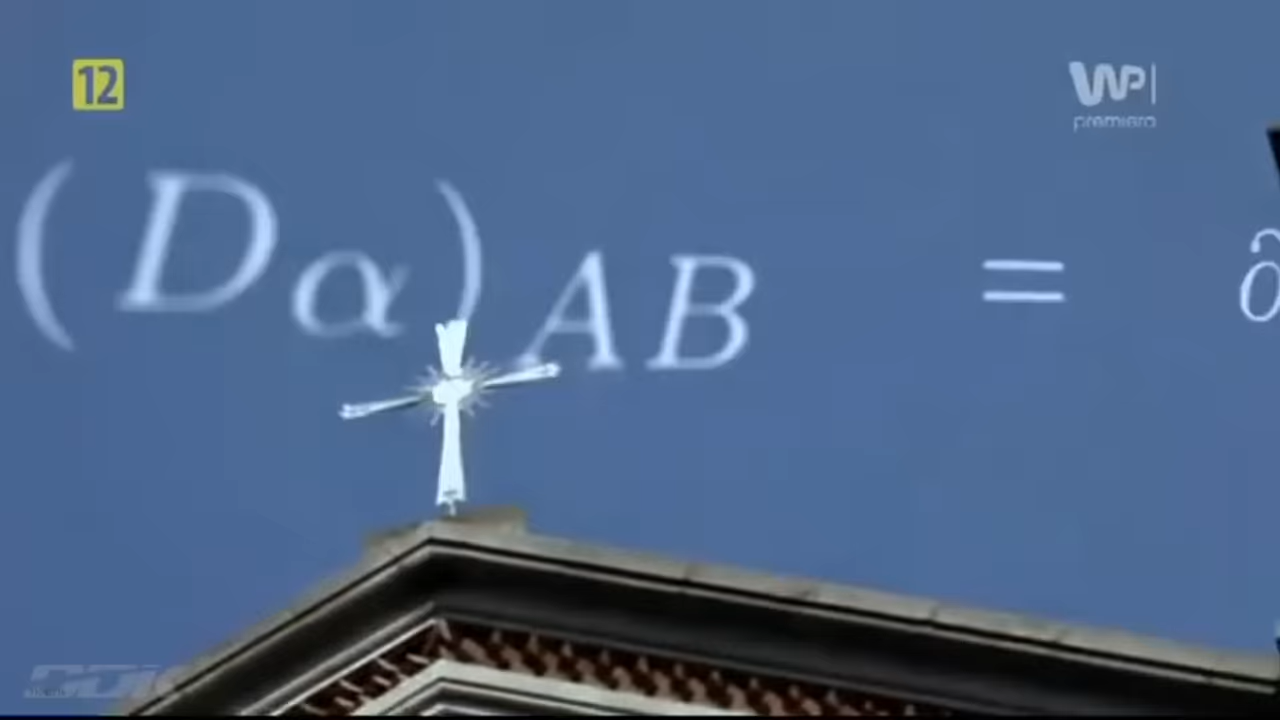 12
WP|
premiera
(Dα)AB =